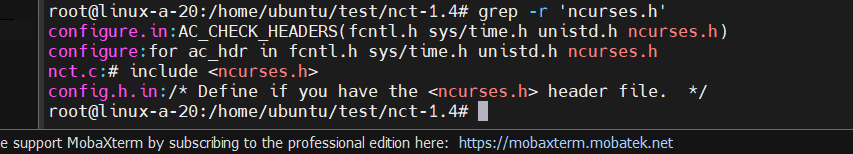 root@linux-a-20:/home/ubuntu/test/nct-1.4# grep -r 'ncurses.h'
configure.in:AC_CHECK_HEADERS(fcntl.h sys/time.h unistd.h ncurses.h)
configure:for ac_hdr in fcntl.h sys/time.h unistd.h ncurses.h
nct.c:# include <ncurses.h>
config.h.in:/* Define if you have the <ncurses.h> header file.  */
root@linux-a-20:/home/ubuntu/test/nct-1.4#
e support MobaXterm by subscribing to the professional edition here: https://mobaxterm.mobatek.net